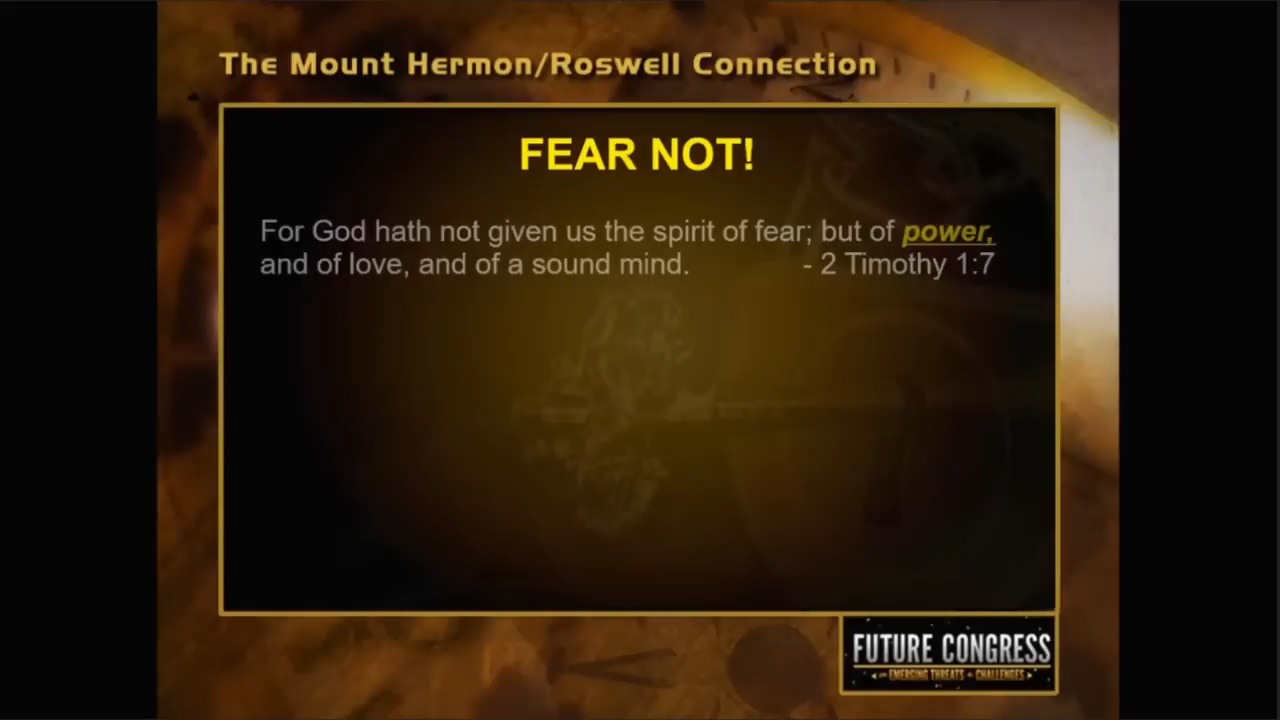 The Mount Hermon/Roswell Connection
FEAR NOT!
For God hath not given us the spirit of fear; but of power,
and of love, and of a sound mind. - 2 Timothy 1:7
FUTURE CONGRESS
EMERGING THREATS + CHALLENGES